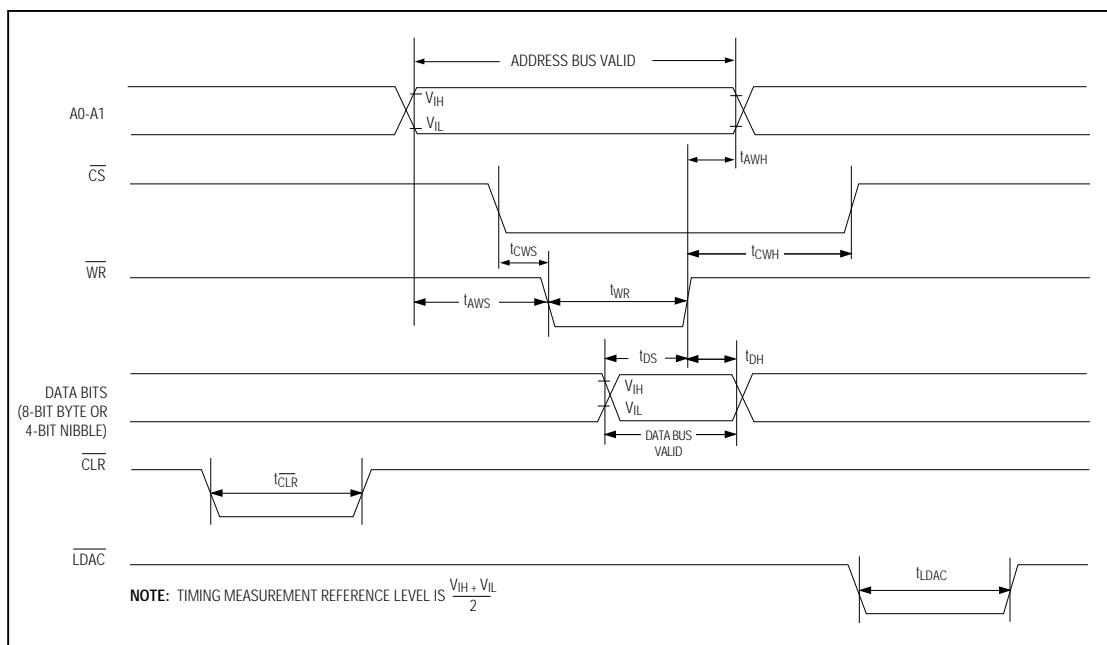 ADDRESS BUS VALID
A0-A1
VIH
VIL
tAWH
CS
tCWS
tCWH
WR
tAWS
tWR
tDS
tDH
DATA BITS
(8-BIT BYTE OR
4-BIT NIBBLE)
VIH
VIL
DATA BUS
VALID
CLR
tCLR
LDAC
tLDAC
NOTE: TIMING MEASUREMENT REFERENCE LEVEL IS VIH + VIL
2